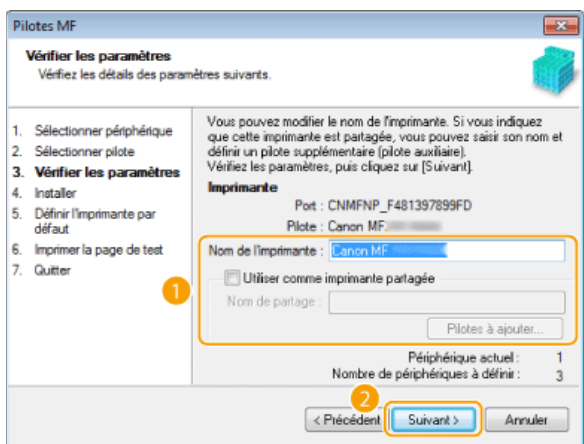 Pilotes MF
Vérifier les paramètres
Vérifiez les détails des paramètres suivants.
1. Sélectionner périphérique
2. Sélectionner pilote
3. Vérifier les paramètres
4. Installer
5. Définir l'imprimante par
défaut
6. Imprimer la page de test
7. Quitter
Vous pouvez modifier le nom de l'imprimante. Si vous indiquez
que cette imprimante est partagée, vous pouvez saisir son nom et
définir un pilote supplémentaire (pilote auxiliaire).
Vérifiez les paramètres, puis cliquez sur [Suivant].
Imprimante
Port : CNMFNP_F481397899FD
Pilote : Canon MF
Nom de l'imprimante : Canon MF
Utiliser comme imprimante partagée
1
Nom de partage :
Pilotes à ajouter...
Périphérique actuel : 1
Nombre de périphériques à définir : 3
2
< Précédent
Suivant >
Annuler